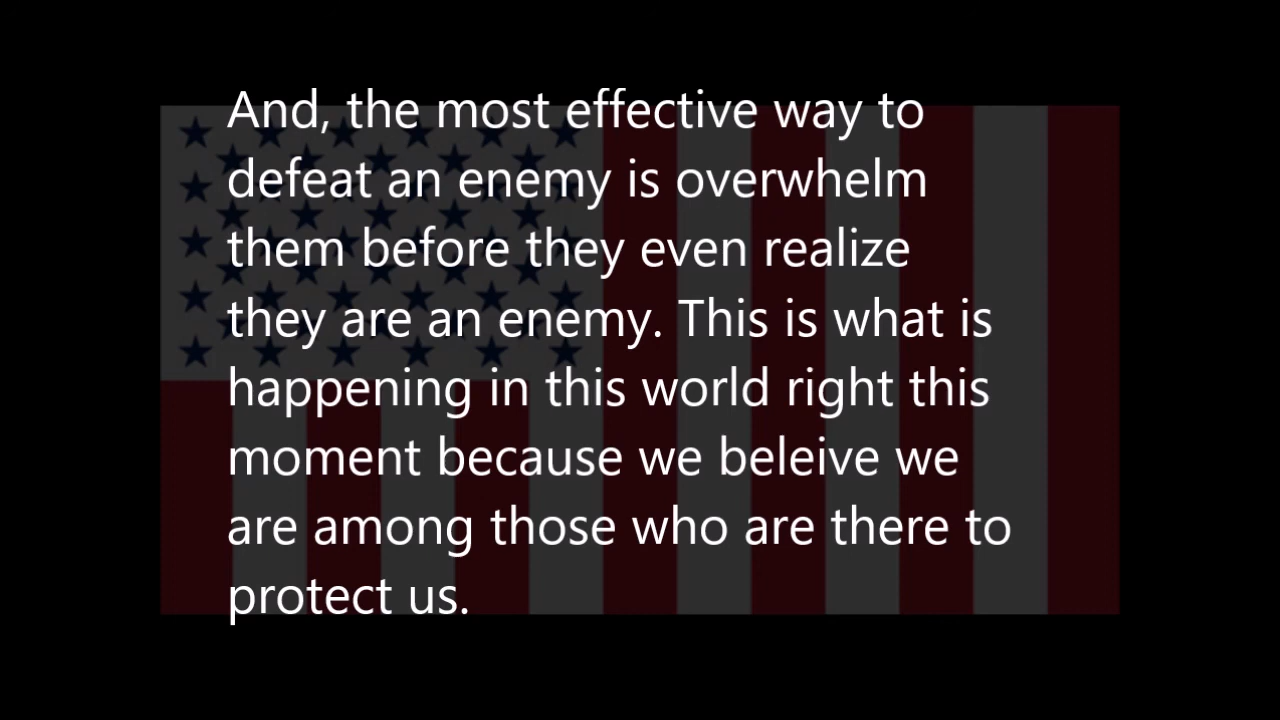 And, the most effective way to
defeat an enemy is overwhelm
them before they even realize
they are an enemy. This is what is
happening in this world right this
moment because we beleive we
are among those who are there to
protect us.